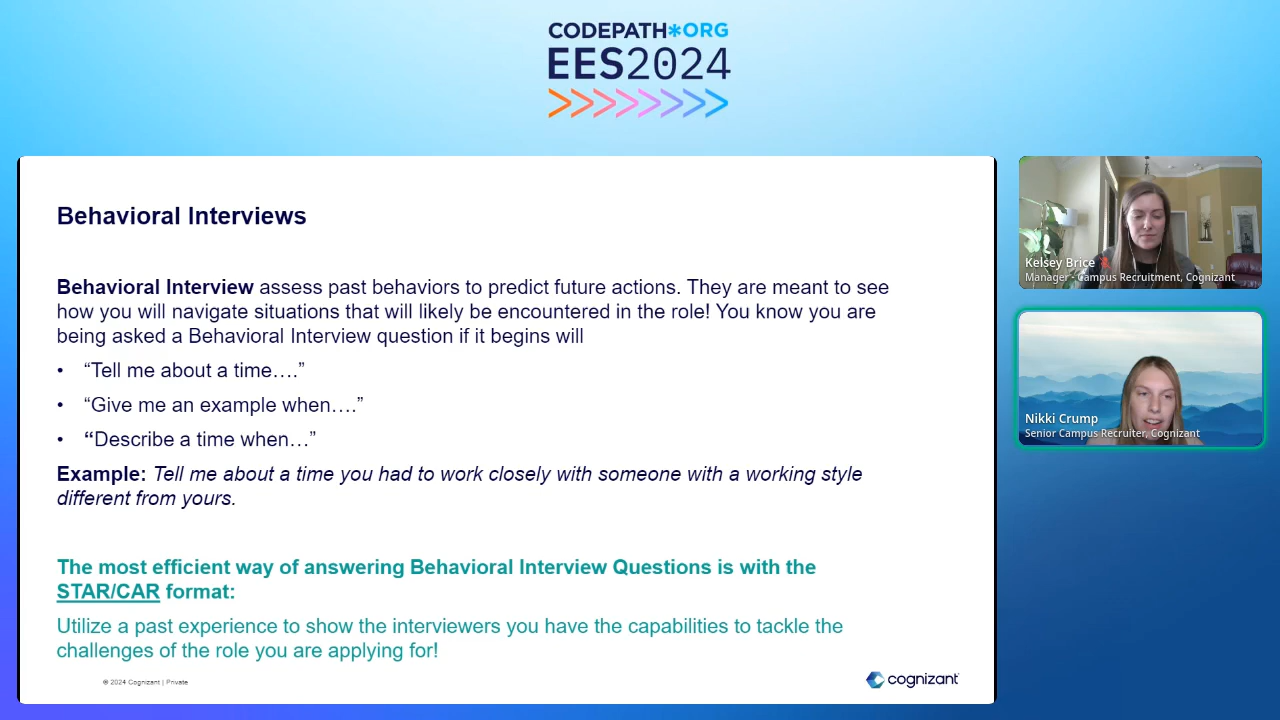 CODEPATH*ORG
EES2024
Behavioral Interviews
Behavioral Interview assess past behaviors to predict future actions. They are meant to see
how you will navigate situations that will likely be encountered in the role! You know you are
being asked a Behavioral Interview question if it begins will
• “Tell me about a time….”
• “Give me an example when….”
• “Describe a time when…”
Example: Tell me about a time you had to work closely with someone with a working style
different from yours.
The most efficient way of answering Behavioral Interview Questions is with the
STAR/CAR format:
Utilize a past experience to show the interviewers you have the capabilities to tackle the
challenges of the role you are applying for!
© 2024 Cognizant | Private
cognizant
Kelsey Brice
Manager - Campus Recruitment, Cognizant
Nikki Crump
Senior Campus Recruiter, Cognizant